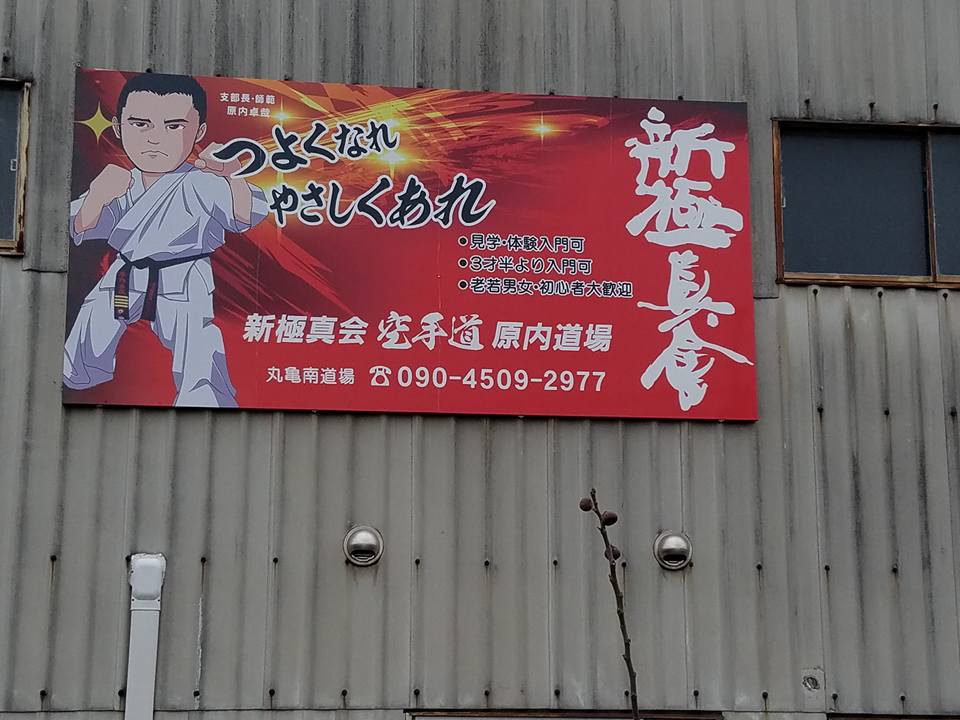 支部長・師範
原内卓哉
つよくなれ
やさしくあれ
●見学・体験入門可
●3才半より入門可
●老若男女・初心者大歓迎
新極真会 空手道 原内道場
丸亀南道場 ☎090-4509-2977
新極真會